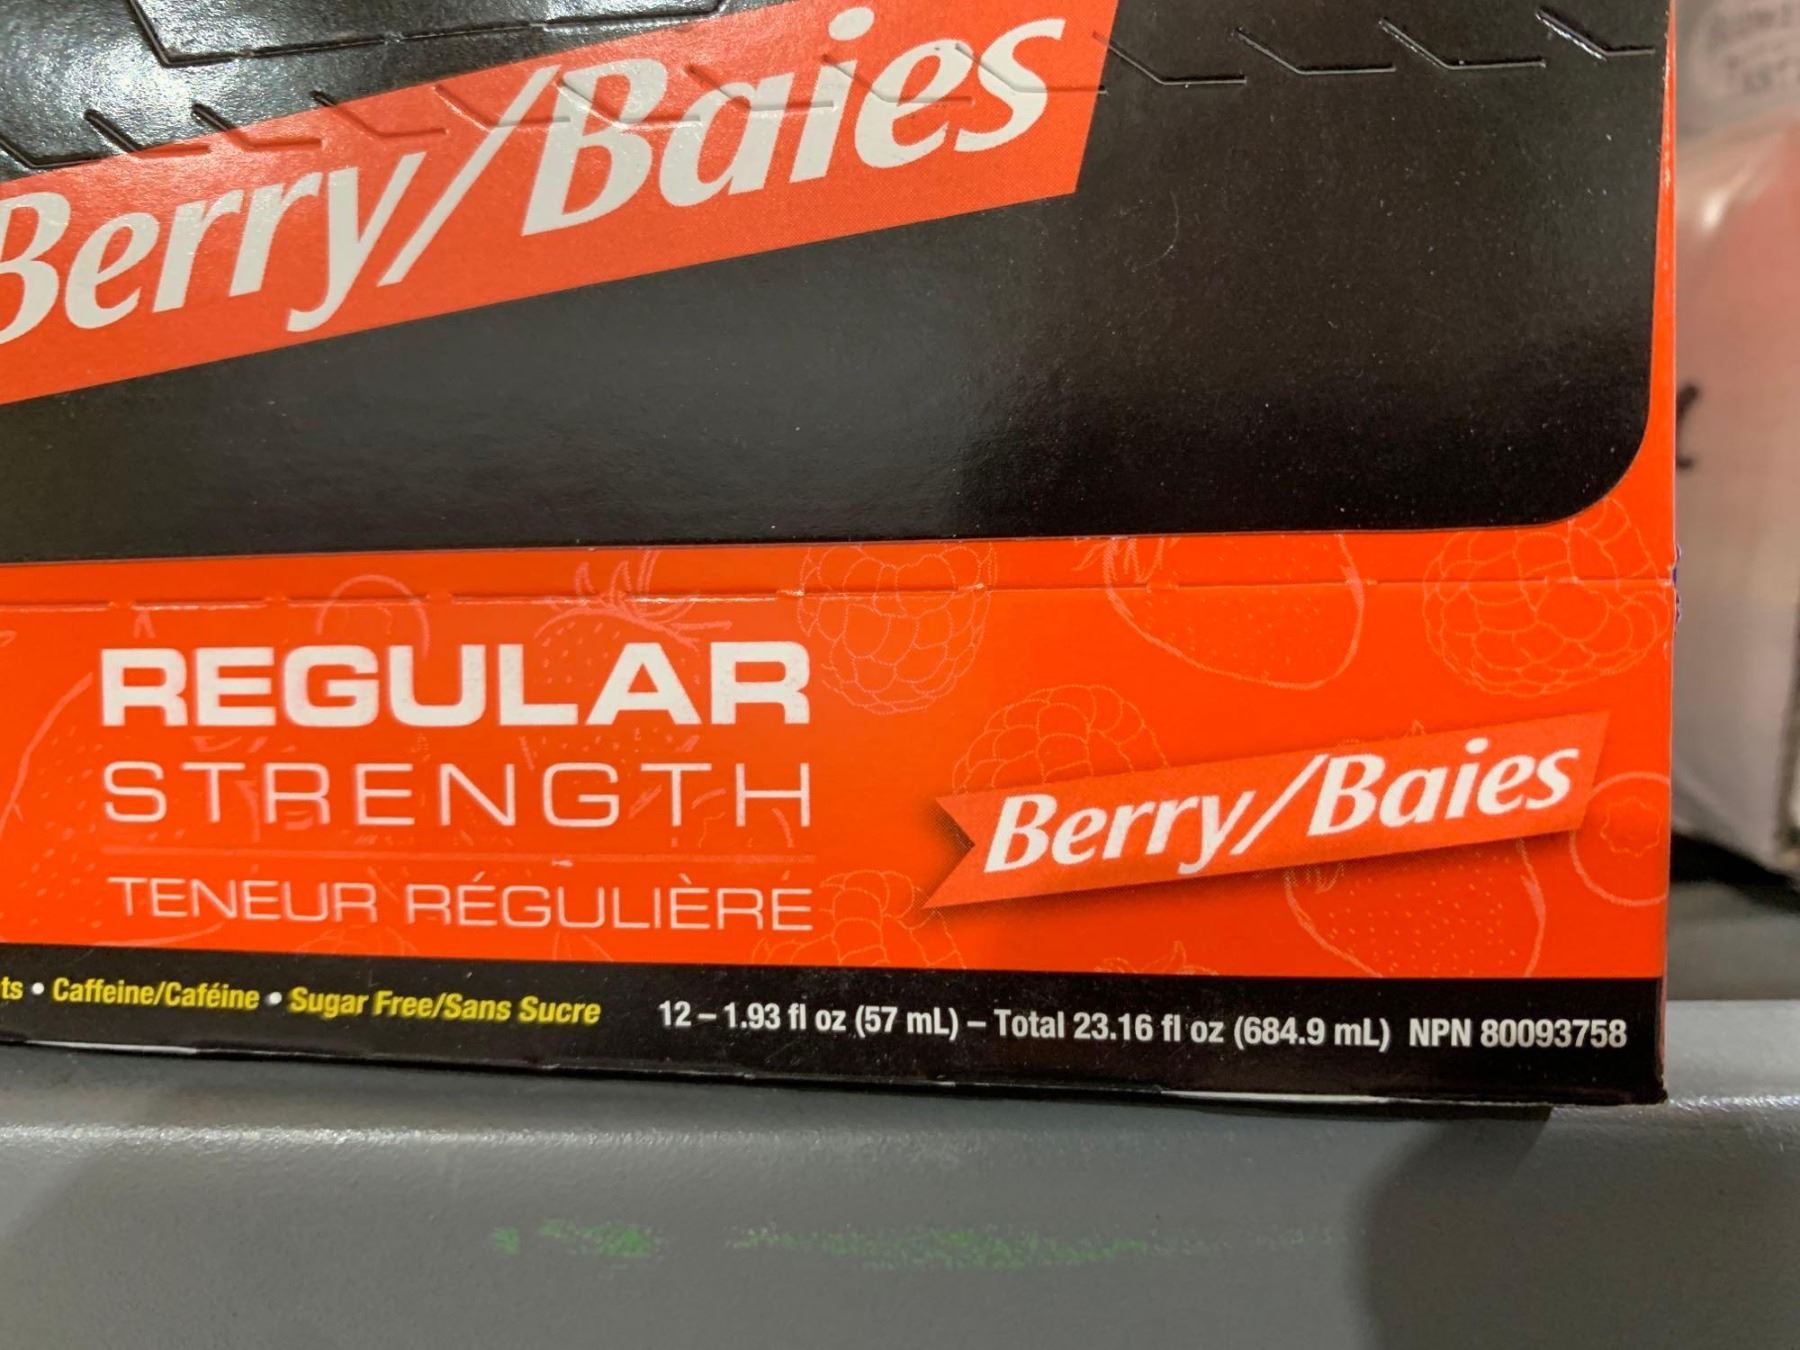 Berry/Baies
REGULAR
STRENGTH
TENEUR RÉGULIÈRE
Berry/Baies
• Caffeine/Caféine • Sugar Free/Sans Sucre 12 – 1.93 fl oz (57 mL) – Total 23.16 fl oz (684.9 mL) NPN 80093758